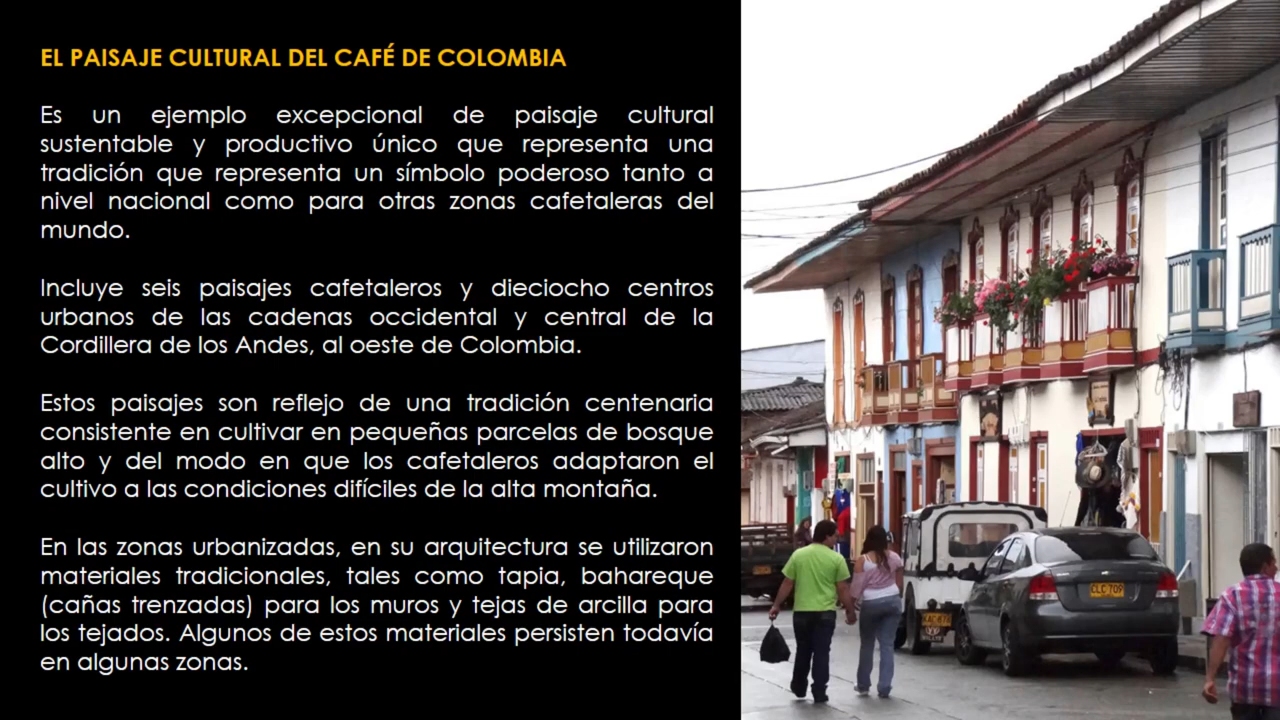 EL PAISAJE CULTURAL DEL CAFÉ DE COLOMBIA
Es un ejemplo excepcional de paisaje cultural
sustentable y productivo único que representa una
tradición que representa un símbolo poderoso tanto a
nivel nacional como para otras zonas cafetaleras del
mundo.
Incluye seis paisajes cafetaleros y dieciocho centros
urbanos de las cadenas occidental y central de la
Cordillera de los Andes, al oeste de Colombia.
Estos paisajes son reflejo de una tradición centenaria
consistente en cultivar en pequeñas parcelas de bosque
alto y del modo en que los cafetaleros adaptaron el
cultivo a las condiciones difíciles de la alta montaña.
En las zonas urbanizadas, en su arquitectura se utilizaron
materiales tradicionales, tales como tapia, bahareque
(cañas trenzadas) para los muros y tejas de arcilla para
los tejados. Algunos de estos materiales persisten todavía
en algunas zonas.
CLC 709